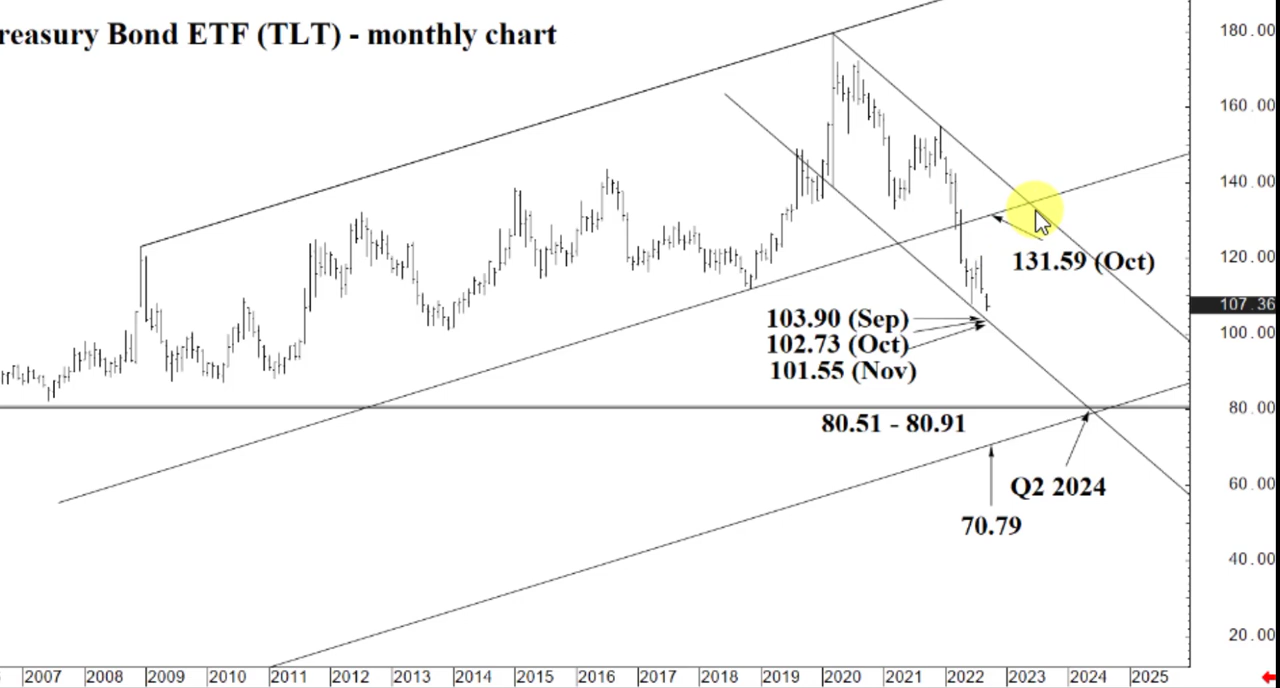 reasury Bond ETF (TLT) - monthly chart
180.00
160.00
140.00
120.00
107.36
100.00
80.00
60.00
40.00
20.00
131.59 (Oct)
103.90 (Sep)
102.73 (Oct)
101.55 (Nov)
80.51 - 80.91
Q2 2024
70.79
2007 2008 2009 2010 2011 2012 2013 2014 2015 2016 2017 2018 2019 2020 2021 2022 2023 2024 2025